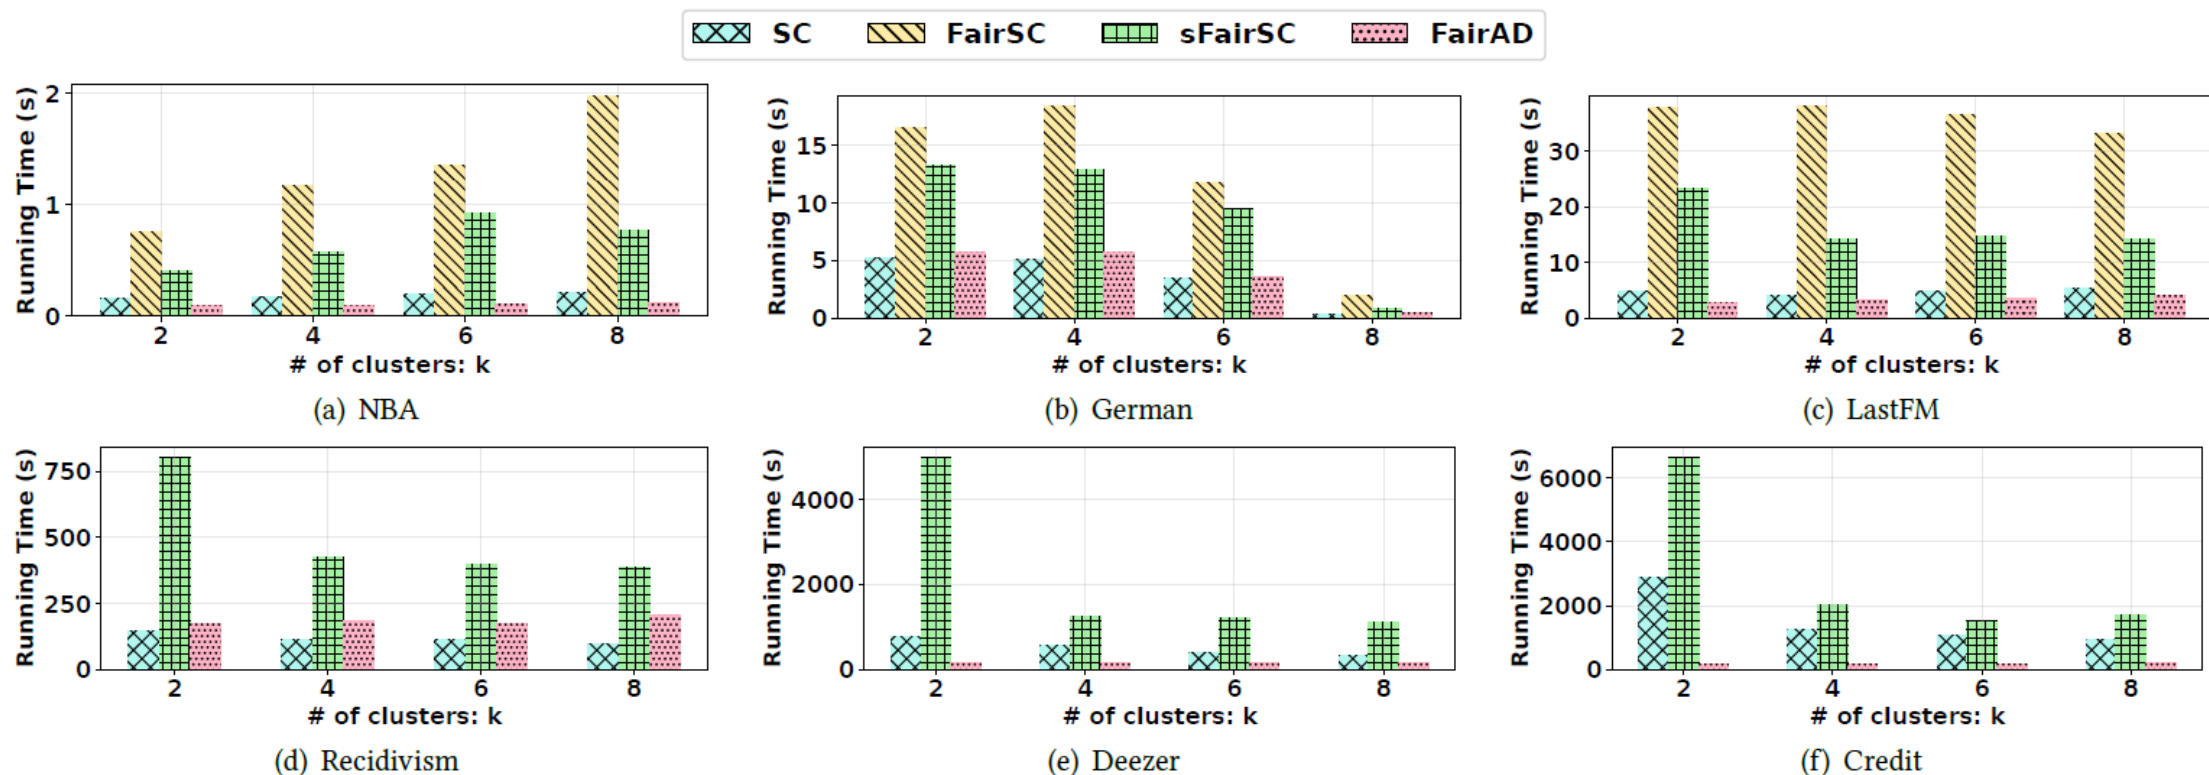 SC FairSC sFairSC FairAD
Running Time (s)
2
1
0
2 4 6 8
# of clusters: k
(a) NBA
Running Time (s)
15
10
5
0
2 4 6 8
# of clusters: k
(b) German
Running Time (s)
30
20
10
0
2 4 6 8
# of clusters: k
(c) LastFM
Running Time (s)
750
500
250
0
2 4 6 8
# of clusters: k
(d) Recidivism
Running Time (s)
4000
2000
0
2 4 6 8
# of clusters: k
(e) Deezer
Running Time (s)
6000
4000
2000
0
2 4 6 8
# of clusters: k
(f) Credit